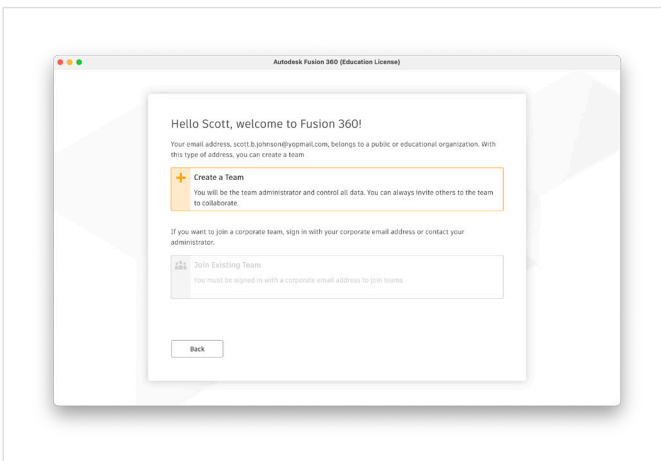 Autodesk Fusion 360 (Education License)
Hello Scott, welcome to Fusion 360!
Your email address, scott.b.johnson@yopmail.com, belongs to a public or educational organization. With
this type of address, you can create a team
Create a Team
You will be the team administrator and control all data. You can always invite others to the team
to collaborate.
If you want to join a corporate team, sign in with your corporate email address or contact your
administrator.
Join Existing Team
You must be signed in with a corporate email address to join teams
Back